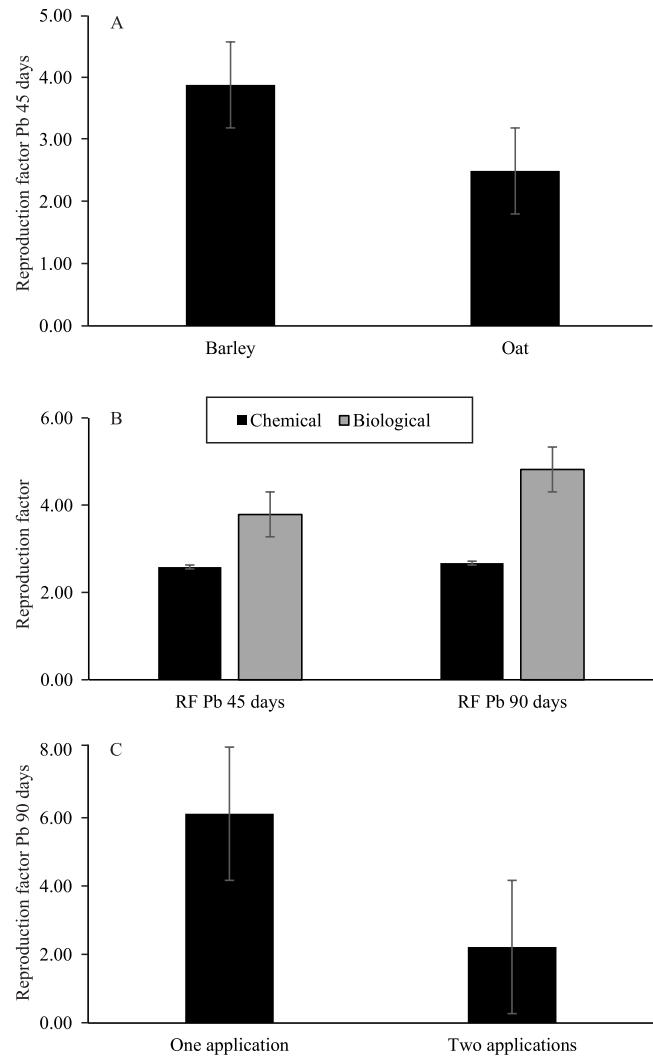 A
Reproduction factor Pb 45 days
5.00
4.00
3.00
2.00
1.00
0.00
Barley
Oat
B
Chemical
Biological
Reproduction factor
6.00
4.00
2.00
0.00
RF Pb 45 days
RF Pb 90 days
C
Reproduction factor Pb 90 days
8.00
6.00
4.00
2.00
0.00
One application
Two applications